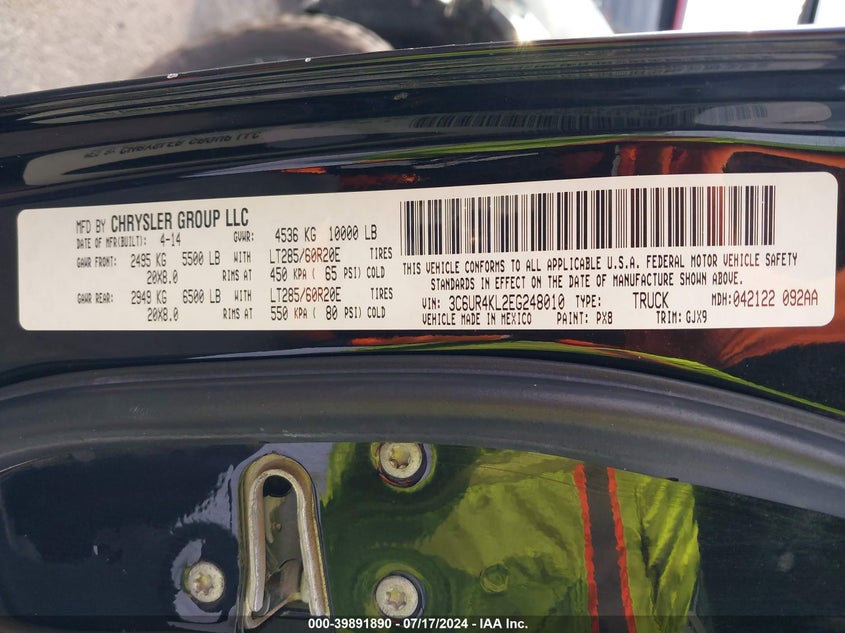 MFD BY CHRYSLER GROUP LLC
DATE OF MFR(BUILT): 4-14 GVWR: 4536 KG 10000 LB
GAWR FRONT: 2495 KG 5500 LB WITH LT285/60R20E TIRES
20X8.0 RIMS AT 450 KPA ( 65 PSI) COLD
GAWR REAR: 2949 KG 6500 LB WITH LT285/60R20E TIRES
20X8.0 RIMS AT 550 KPA ( 80 PSI) COLD
THIS VEHICLE CONFORMS TO ALL APPLICABLE U.S.A. FEDERAL MOTOR VEHICLE SAFETY
STANDARDS IN EFFECT ON THE DATE OF MANUFACTURE SHOWN ABOVE.
VIN: 3C6UR4KL2EG248010 TYPE: TRUCK MDH: 042122 092AA
VEHICLE MADE IN MEXICO PAINT: PX8 TRIM: GJX9
000-39891890 - 07/17/2024 - IAA Inc.